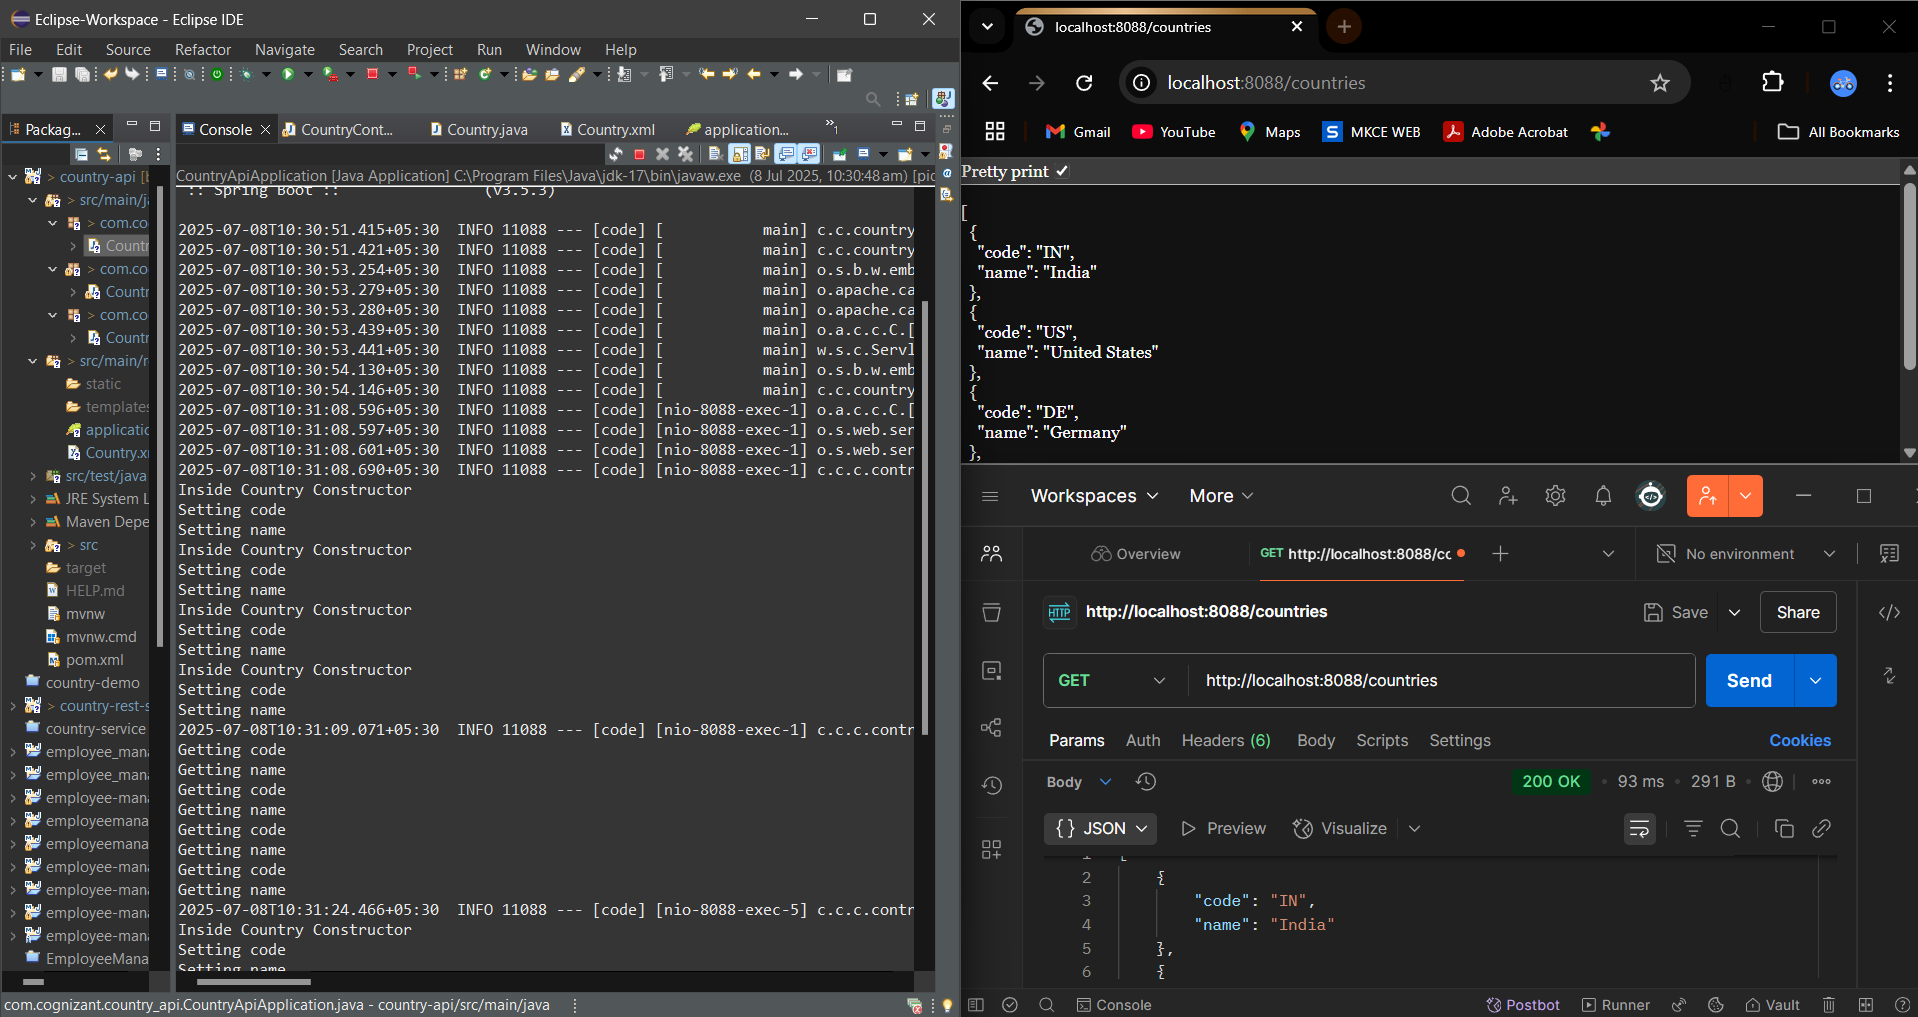 Eclipse-Workspace - Eclipse IDE
File Edit Source Refactor Navigate Search Project Run Window Help
Packag...
country-api [b
src/main/ja
com.co
Countr
com.co
Countr
com.co
Countr
src/main/re
static
templates
applicatic
Country.x
src/test/java
JRE System L
Maven Depe
src
target
HELP.md
mvnw
mvnw.cmd
pom.xml
country-demo
country-rest-s
country-service
employee_mana
employee_mana
employee-mana
employeemana
employeemana
employee-mana
employee-mana
employee-mana
employee-mana
EmployeeMana
Console CountryCont... Country.java Country.xml application... »1
CountryApiApplication [Java Application] C:\Program Files\Java\jdk-17\bin\javaw.exe (8 Jul 2025, 10:30:48 am) [pic
:: Spring Boot :: (v3.5.3)
2025-07-08T10:30:51.415+05:30 INFO 11088 --- [code] [ main] c.c.country
2025-07-08T10:30:51.421+05:30 INFO 11088 --- [code] [ main] c.c.country
2025-07-08T10:30:53.254+05:30 INFO 11088 --- [code] [ main] o.s.b.w.emb
2025-07-08T10:30:53.279+05:30 INFO 11088 --- [code] [ main] o.apache.ca
2025-07-08T10:30:53.280+05:30 INFO 11088 --- [code] [ main] o.apache.ca
2025-07-08T10:30:53.439+05:30 INFO 11088 --- [code] [ main] o.a.c.c.C.[
2025-07-08T10:30:53.441+05:30 INFO 11088 --- [code] [ main] w.s.c.Servl
2025-07-08T10:30:54.130+05:30 INFO 11088 --- [code] [ main] o.s.b.w.emb
2025-07-08T10:30:54.146+05:30 INFO 11088 --- [code] [ main] c.c.country
2025-07-08T10:31:08.596+05:30 INFO 11088 --- [code] [nio-8088-exec-1] o.a.c.c.C.[
2025-07-08T10:31:08.597+05:30 INFO 11088 --- [code] [nio-8088-exec-1] o.s.web.ser
2025-07-08T10:31:08.601+05:30 INFO 11088 --- [code] [nio-8088-exec-1] o.s.web.ser
2025-07-08T10:31:08.690+05:30 INFO 11088 --- [code] [nio-8088-exec-1] c.c.c.contr
Inside Country Constructor
Setting code
Setting name
Inside Country Constructor
Setting code
Setting name
Inside Country Constructor
Setting code
Setting name
Inside Country Constructor
Setting code
Setting name
2025-07-08T10:31:09.071+05:30 INFO 11088 --- [code] [nio-8088-exec-1] c.c.c.contr
Getting code
Getting name
Getting code
Getting name
Getting code
Getting name
Getting code
Getting name
2025-07-08T10:31:24.466+05:30 INFO 11088 --- [code] [nio-8088-exec-5] c.c.c.contr
Inside Country Constructor
Setting code
Setting name
com.cognizant.country_api.CountryApiApplication.java - country-api/src/main/java
localhost:8088/countries
localhost:8088/countries
Gmail YouTube Maps S MKCE WEB Adobe Acrobat All Bookmarks
Pretty print
[
{
"code": "IN",
"name": "India"
},
{
"code": "US",
"name": "United States"
},
{
"code": "DE",
"name": "Germany"
},
Workspaces More
Overview GET http://localhost:8088/cc No environment
HTTP http://localhost:8088/countries Save Share
GET http://localhost:8088/countries Send
Params Auth Headers (6) Body Scripts Settings Cookies
Body 200 OK 93 ms 291 B
{} JSON Preview Visualize
1 [
2 {
3 "code": "IN",
4 "name": "India"
5 },
6 {
Console Postbot Runner Vault